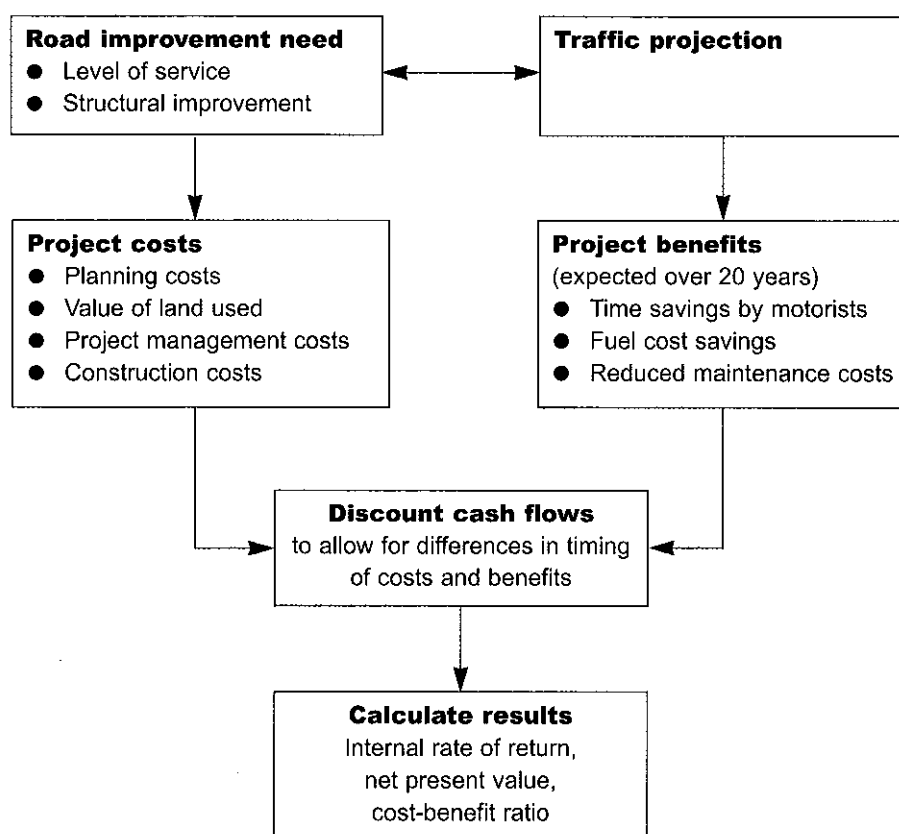 Road improvement need
● Level of service
● Structural improvement
Traffic projection
Project costs
● Planning costs
● Value of land used
● Project management costs
● Construction costs
Project benefits
(expected over 20 years)
● Time savings by motorists
● Fuel cost savings
● Reduced maintenance costs
Discount cash flows
to allow for differences in timing
of costs and benefits
Calculate results
Internal rate of return,
net present value,
cost-benefit ratio